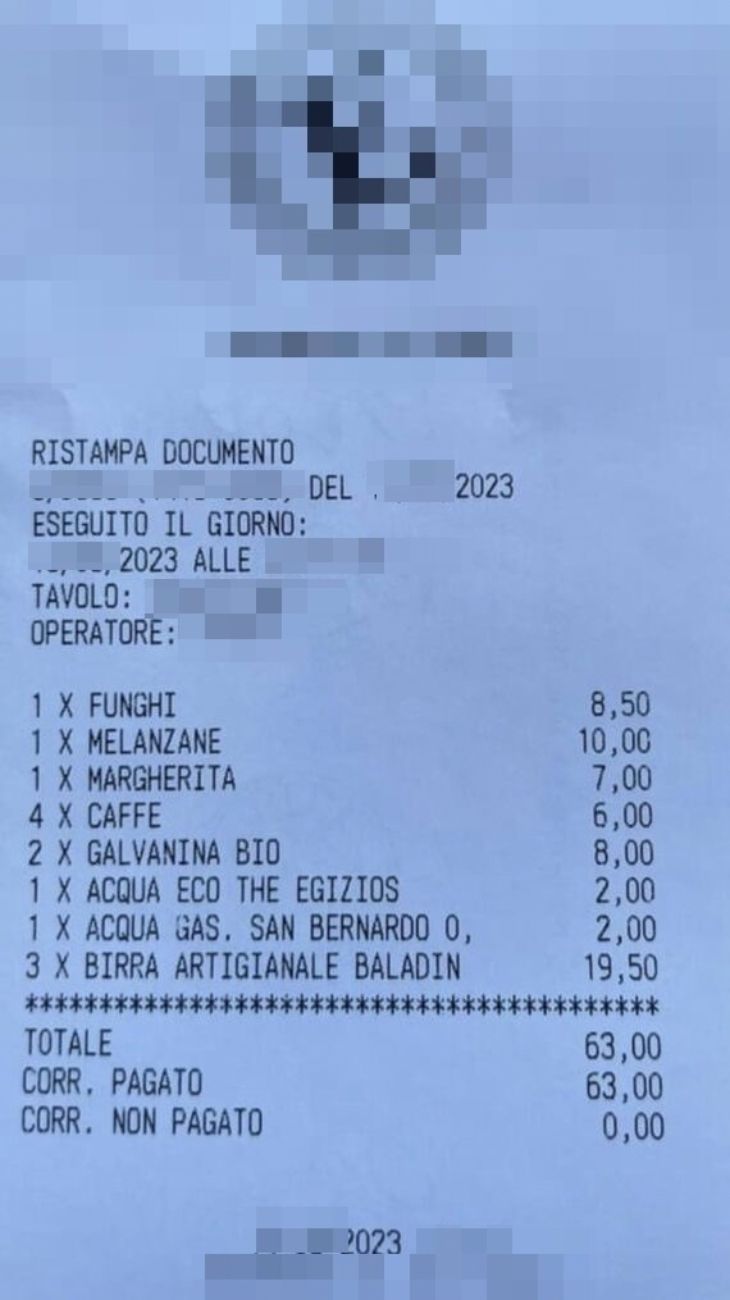 RISTAMPA DOCUMENTO
DEL 2023
ESEGUITO IL GIORNO:
2023 ALLE
TAVOLO:
OPERATORE:
1 X FUNGHI 8,50
1 X MELANZANE 10,00
1 X MARGHERITA 7,00
4 X CAFFE 6,00
2 X GALVANINA BIO 8,00
1 X ACQUA ECO THE EGIZIOS 2,00
1 X ACQUA GAS. SAN BERNARDO 0, 2,00
3 X BIRRA ARTIGIANALE BALADIN 19,50
*******************************************
TOTALE 63,00
CORR. PAGATO 63,00
CORR. NON PAGATO 0,00
2023